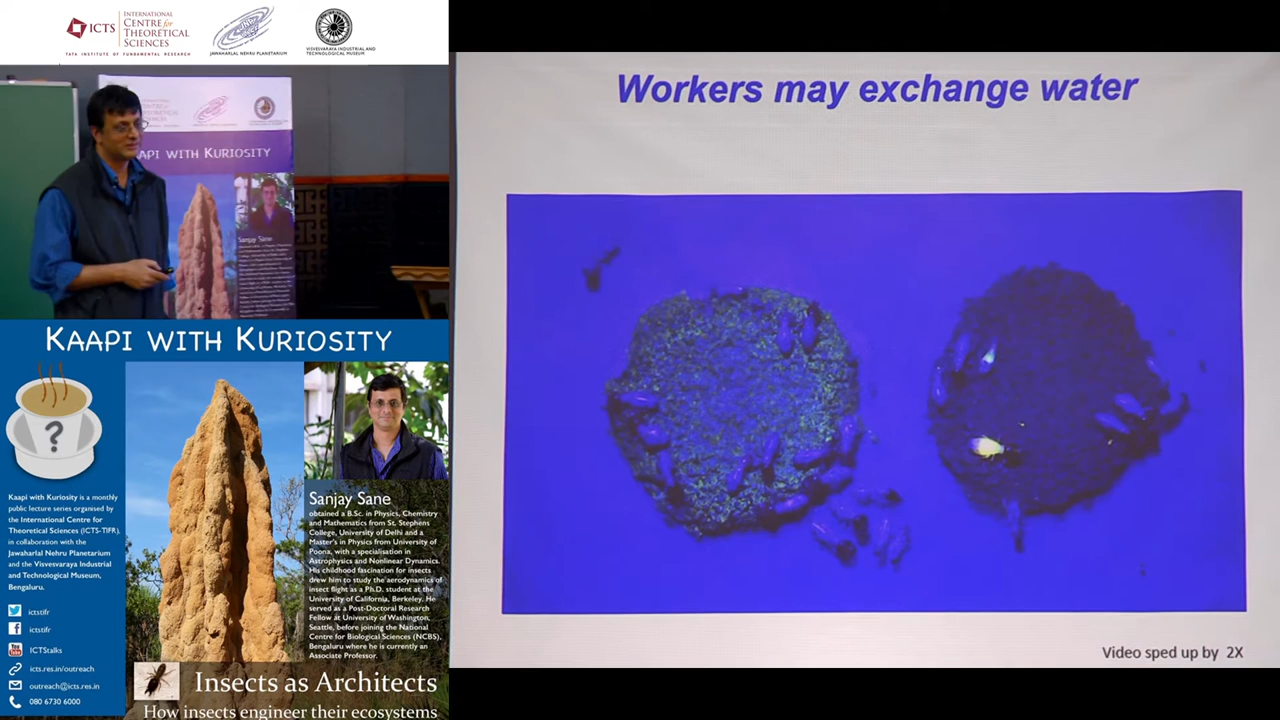 ICTS
INTERNATIONAL
CENTRE for
THEORETICAL
SCIENCES
TATA INSTITUTE OF FUNDAMENTAL RESEARCH
JAWAHARLAL NEHRU PLANETARIUM
VISVESVARAYA INDUSTRIAL AND
TECHNOLOGICAL MUSEUM
API WITH KURIOSITY
Sanjay Sane
KAAPI WITH KURIOSITY
?
Kaapi with Kuriosity is a monthly
public lecture series organised by
the International Centre for
Theoretical Sciences (ICTS-TIFR),
in collaboration with the
Jawaharlal Nehru Planetarium
and the Visvesvaraya Industrial
and Technological Museum,
Bengaluru.
ictstifr
ictstifr
You
Tube
ICTStalks
icts.res.in/outreach
outreach@icts.res.in
080 6730 6000
Sanjay Sane
obtained a B.Sc. in Physics, Chemistry
and Mathematics from St. Stephens
College, University of Delhi and a
Master's in Physics from University of
Poona, with a specialisation in
Astrophysics and Nonlinear Dynamics.
His childhood fascination for insects
drew him to study the aerodynamics of
insect flight as a Ph.D. student at the
University of California, Berkeley. He
served as a Post-Doctoral Research
Fellow at University of Washington,
Seattle, before joining the National
Centre for Biological Sciences (NCBS),
Bengaluru where he is currently an
Associate Professor.
Insects as Architects
How insects engineer their ecosystems
Workers may exchange water
Video sped up by 2X